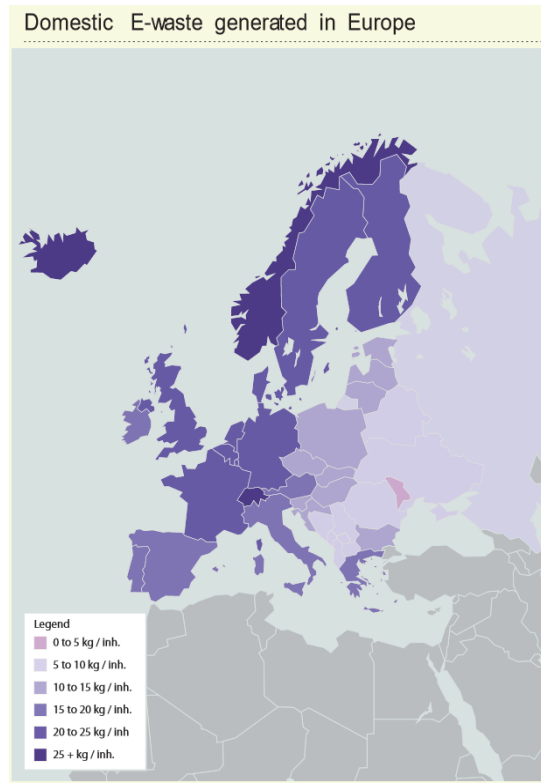 Domestic E-waste generated in Europe
Legend
0 to 5 kg / inh.
5 to 10 kg / inh.
10 to 15 kg / inh.
15 to 20 kg / inh.
20 to 25 kg / inh
25 + kg / inh.